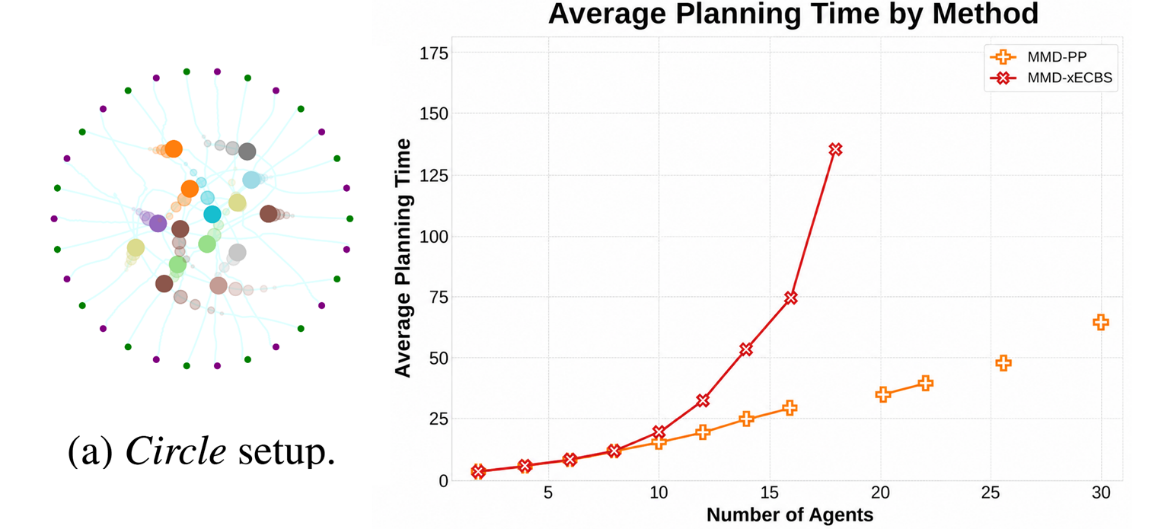 (a) Circle setup.
Average Planning Time by Method
MMD-PP
MMD-xECBS
Average Planning Time
175
150
125
100
75
50
25
0
5
10
15
20
25
30
Number of Agents